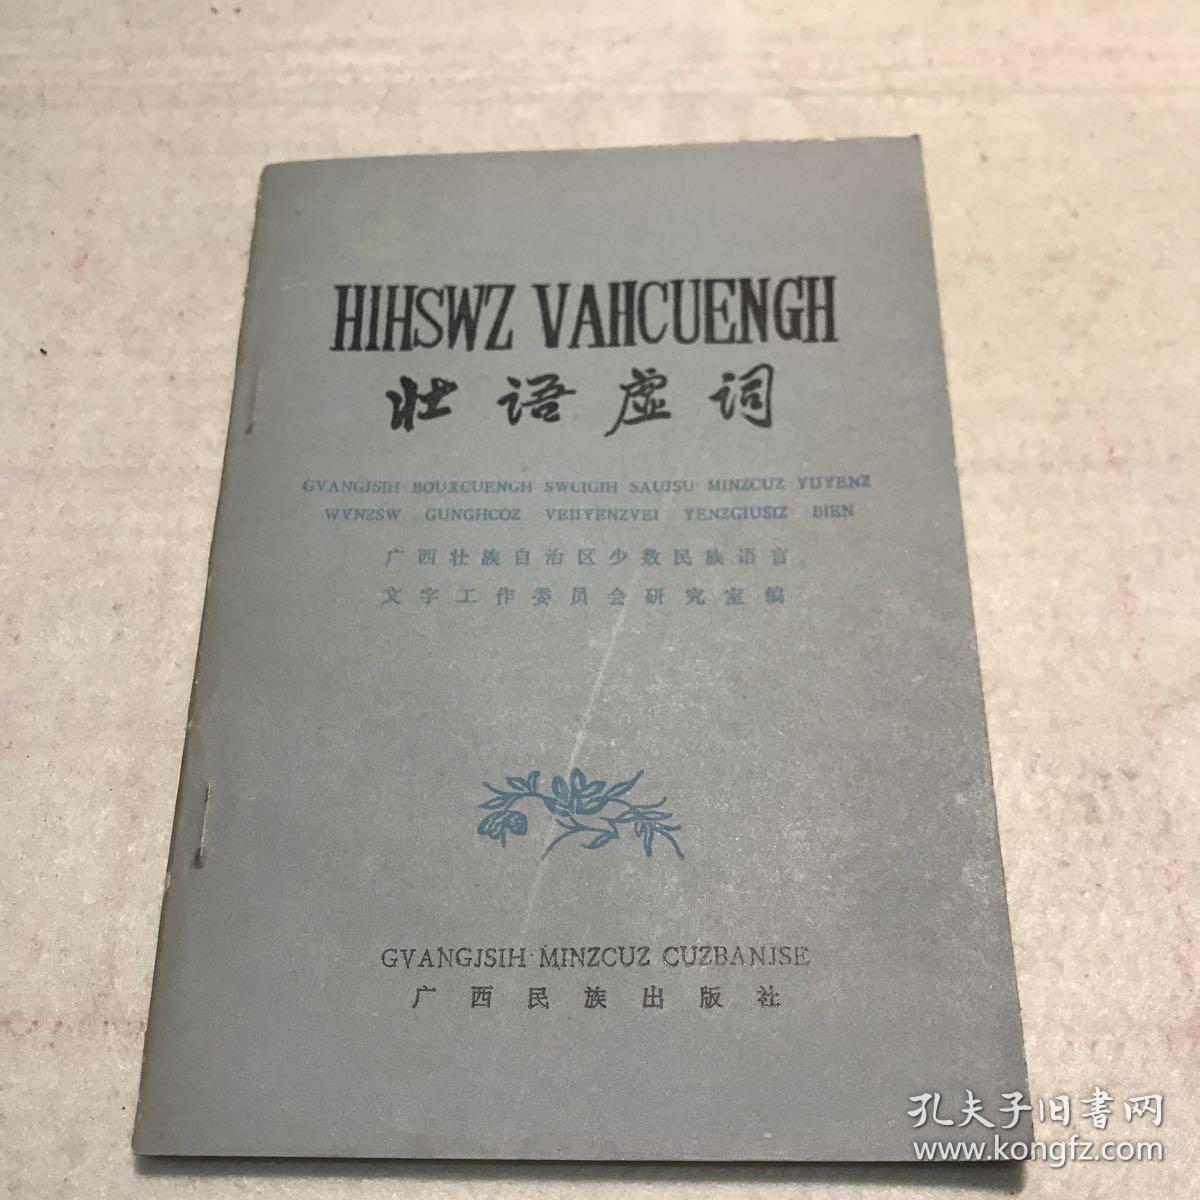 HIHSWZ VAHCUENGH
壮语虚词
GVANGJSIH BOUXCUENGH SWCIGIH SAUJSU MINZCUZ YIJYENZ
WVNZSW GUNGHCOZ VEIJYENZVEI YENZGIUSIZ BIEN
广西壮族自治区少数民族语言
文字工作委员会研究室编
GVANGJSIH MINZCUZ CUZBANJSE
广西民族出版社
孔夫子旧書网
www.kongfz.com